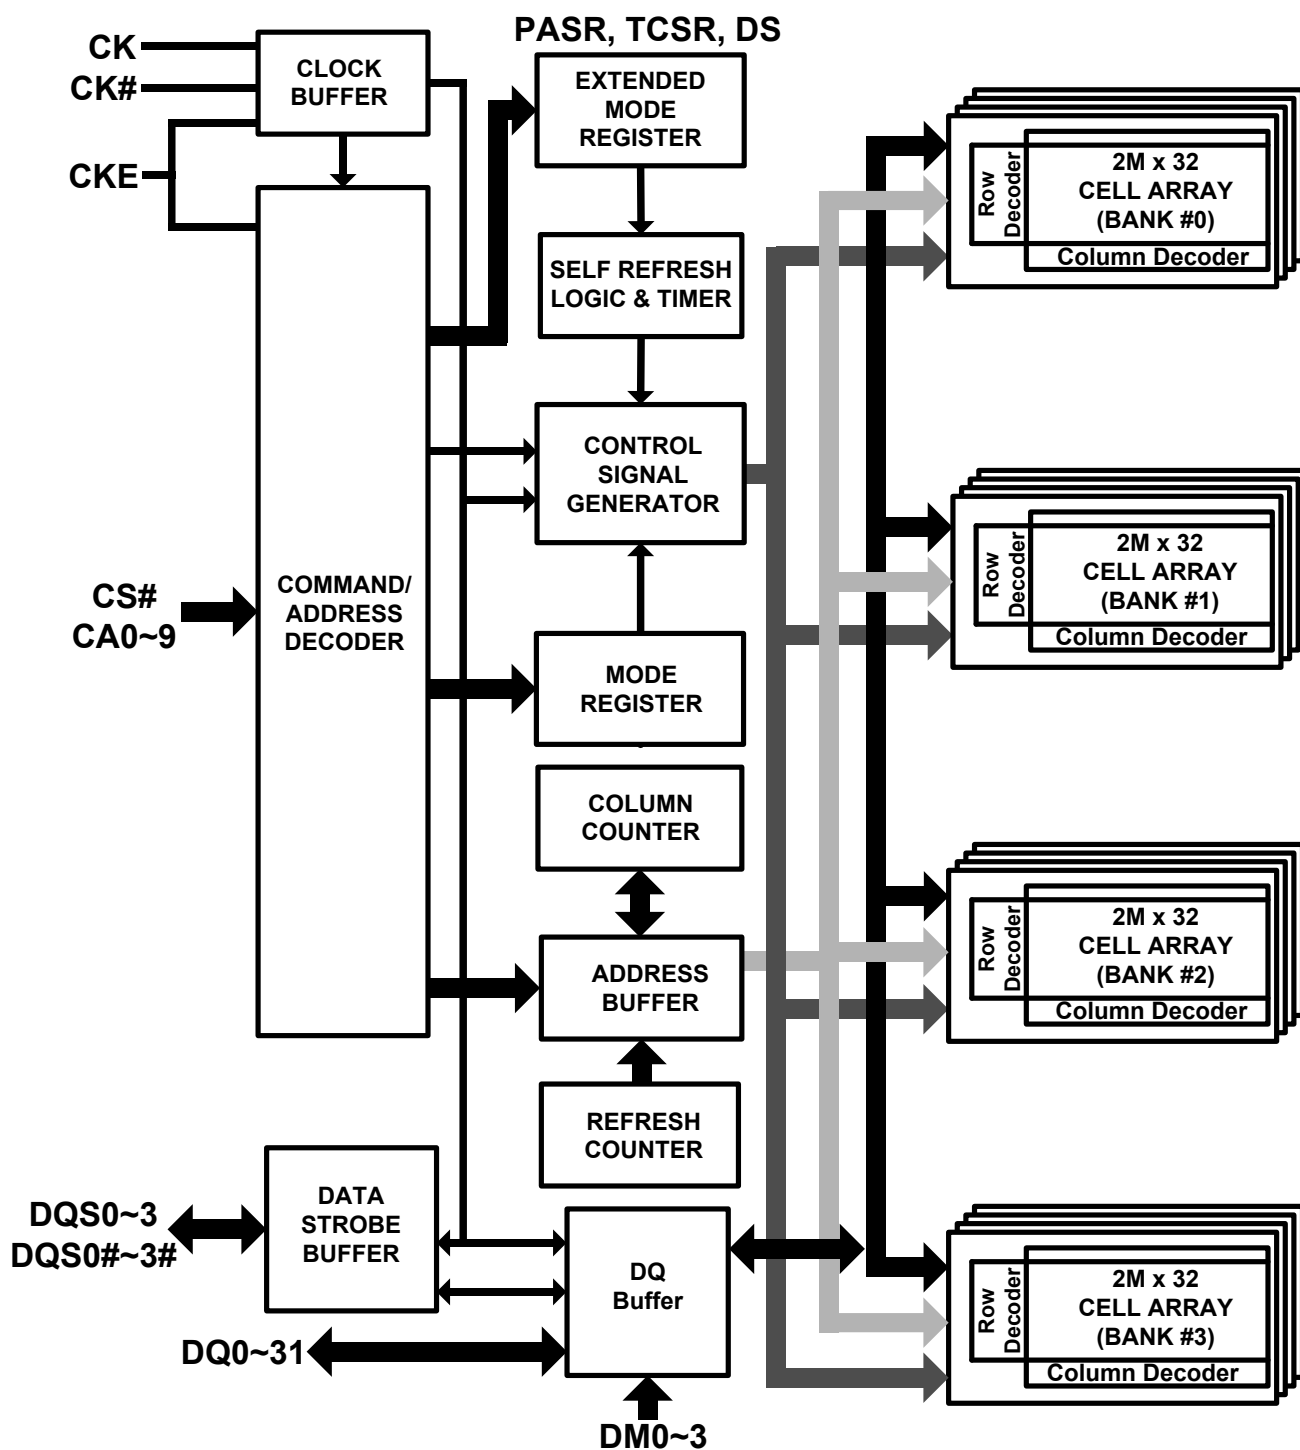 PASR, TCSR, DS
CK
CK#
CKE
CLOCK
BUFFER
EXTENDED
MODE
REGISTER
SELF REFRESH
LOGIC & TIMER
CONTROL
SIGNAL
GENERATOR
CS#
CA0~9
COMMAND/
ADDRESS
DECODER
MODE
REGISTER
COLUMN
COUNTER
ADDRESS
BUFFER
REFRESH
COUNTER
DQS0~3
DQS0#~3#
DATA
STROBE
BUFFER
DQ
Buffer
DQ0~31
DM0~3
Row
Decoder
2M x 32
CELL ARRAY
(BANK #0)
Column Decoder
Row
Decoder
2M x 32
CELL ARRAY
(BANK #1)
Column Decoder
Row
Decoder
2M x 32
CELL ARRAY
(BANK #2)
Column Decoder
Row
Decoder
2M x 32
CELL ARRAY
(BANK #3)
Column Decoder